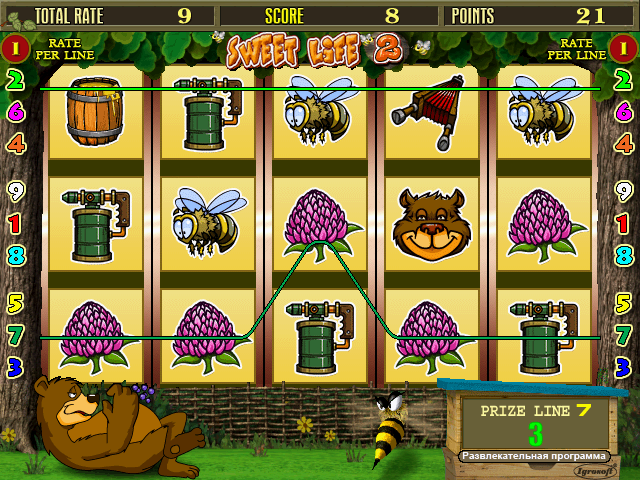 TOTAL RATE 9 SCORE 8 POINTS 21
SWEET LIFE 2
1 RATE PER LINE RATE PER LINE 1
2 2
6 6
4 4
9 9
1 1
8 8
5 5
7 7
3 3
PRIZE LINE 7
3
Развлекательная программа
Igrosoft